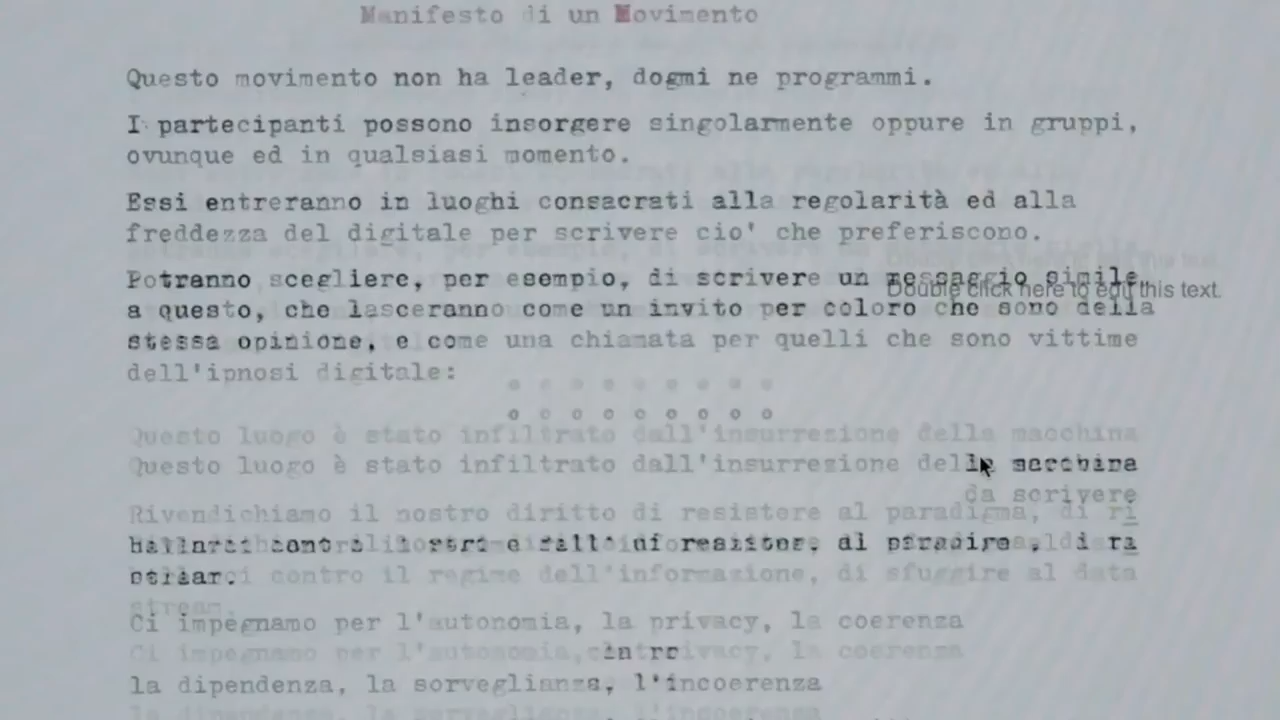 Manifesto di un Movimento
Questo movimento non ha leader, dogmi ne programmi.
I partecipanti possono insorgere singolarmente oppure in gruppi,
ovunque ed in qualsiasi momento.
Essi entreranno in luoghi consacrati alla regolarità ed alla
freddezza del digitale per scrivere cio' che preferiscono.
Potranno scegliere, per esempio, di scrivere un messaggio simile
Double click here to edit this text.
a questo, che lasceranno come un invito per coloro che sono della
stessa opinione, e come una chiamata per quelli che sono vittime
dell'ipnosi digitale:
Questo luogo è stato infiltrato dall'insurrezione della macchina
Questo luogo è stato infiltrato dall'insurrezione della macchina
da scrivere
Rivendichiamo il nostro diritto di resistere al paradigma, di ri
contro il regime dell'informazione, di sfuggire al data
stream.
Ci impegnamo per l'autonomia, la privacy, la coerenza
Ci impegnamo per l'autonomia, privacy, la coerenza
la dipendenza, la sorveglianza, l'incoerenza
la dipendenza, la sorveglianza, l'incoerenza